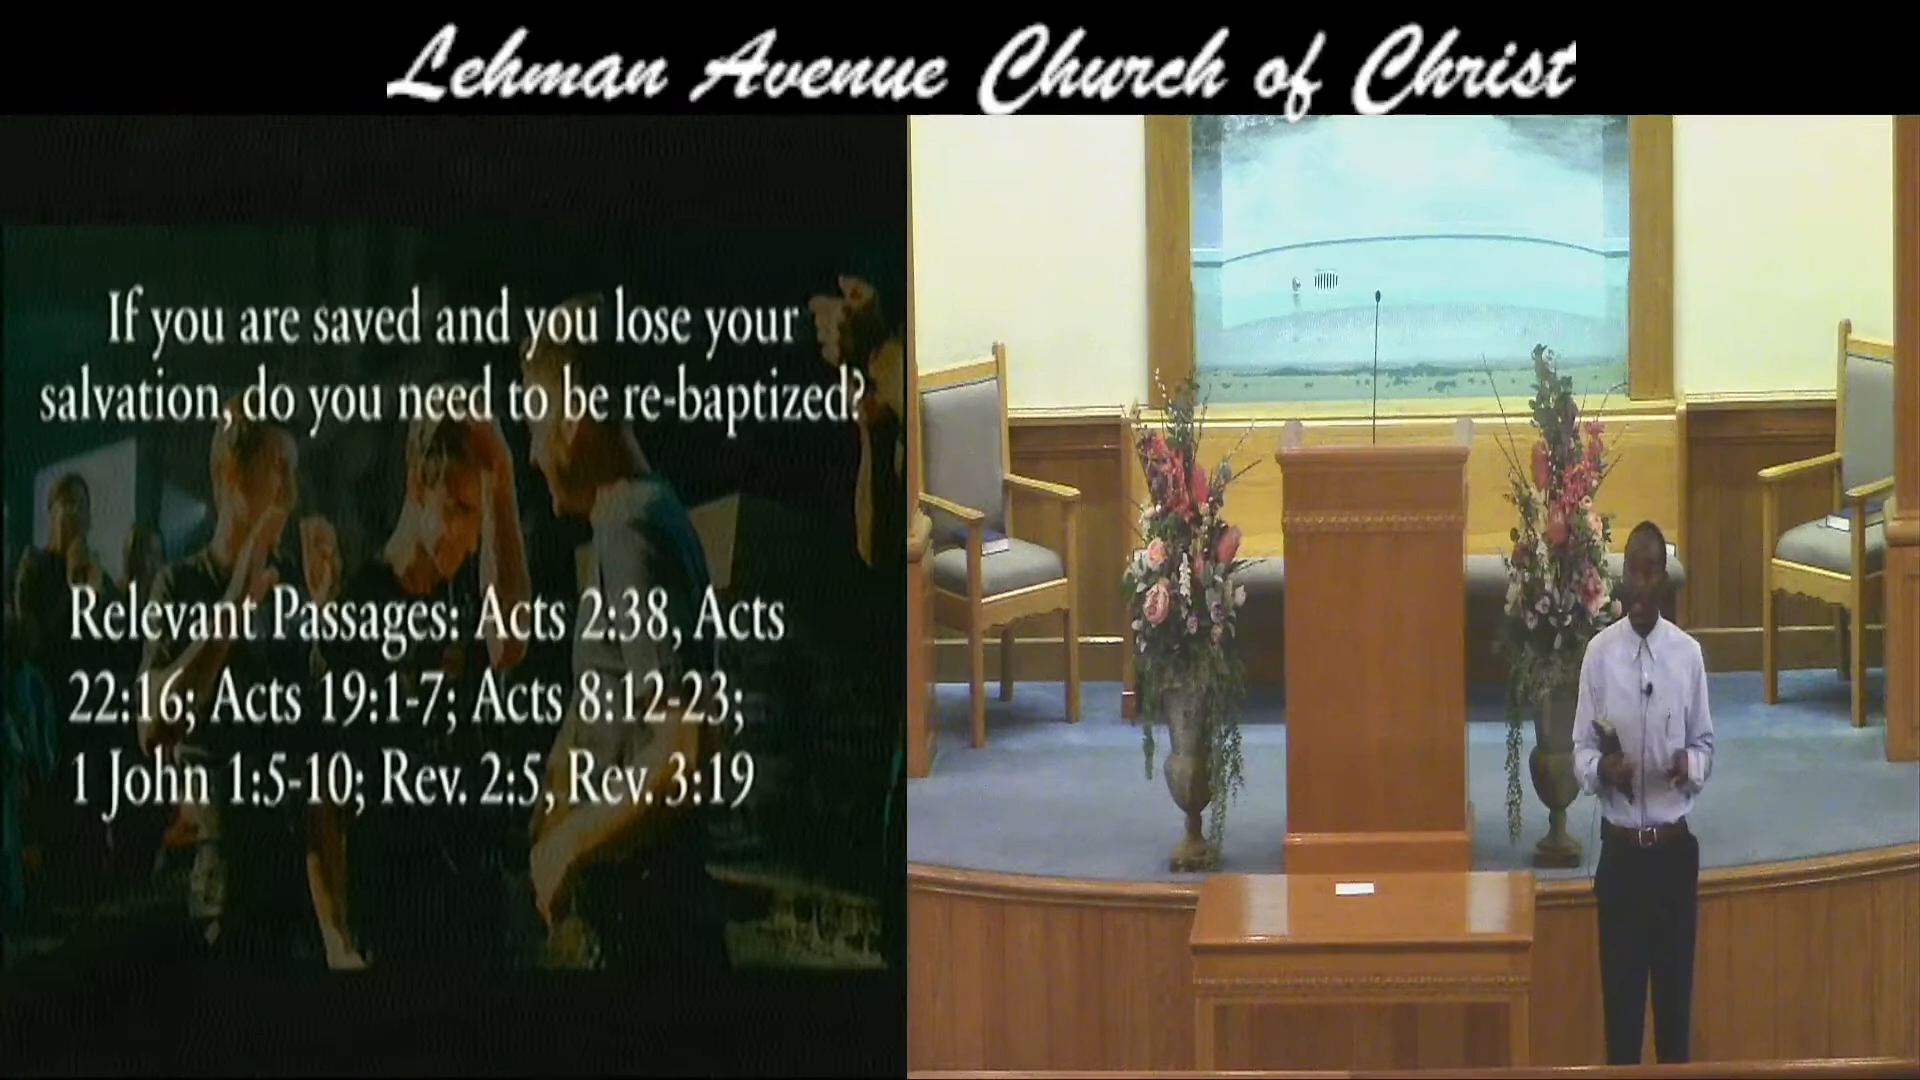 Lehman Avenue Church of Christ
If you are saved and you lose your
salvation, do you need to be re-baptized?
Relevant Passages: Acts 2:38, Acts
22:16; Acts 19:1-7; Acts 8:12-23;
1 John 1:5-10; Rev. 2:5, Rev. 3:19